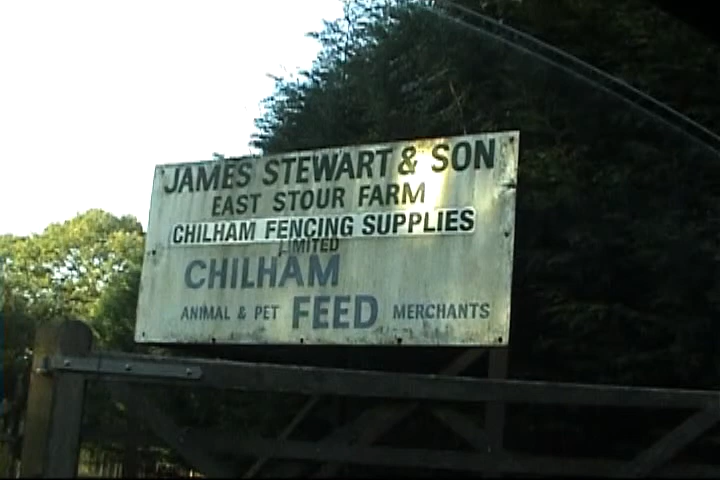 JAMES STEWART & SON
EAST STOUR FARM
CHILHAM FENCING SUPPLIES
LIMITED
CHILHAM
ANIMAL & PET FEED MERCHANTS